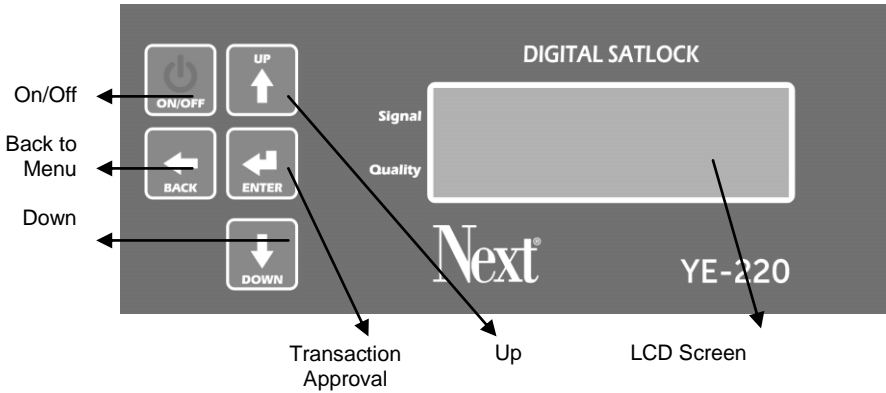 UP
DIGITAL SATLOCK
On/Off
ON/OFF
Signal
Back to
Menu
BACK
ENTER
Quality
Down
DOWN
Next®
YE-220
Transaction
Approval
Up
LCD Screen